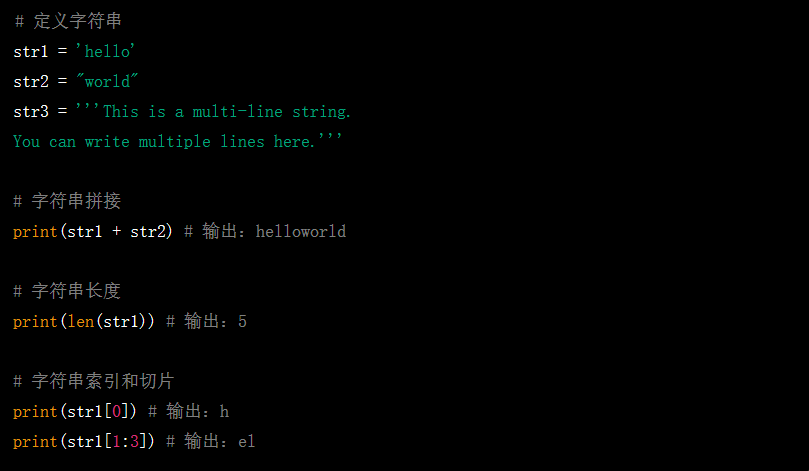 # 定义字符串
str1 = 'hello'
str2 = "world"
str3 = '''This is a multi-line string.
You can write multiple lines here.'''
# 字符串拼接
print(str1 + str2) # 输出：helloworld
# 字符串长度
print(len(str1)) # 输出：5
# 字符串索引和切片
print(str1[0]) # 输出：h
print(str1[1:3]) # 输出：el